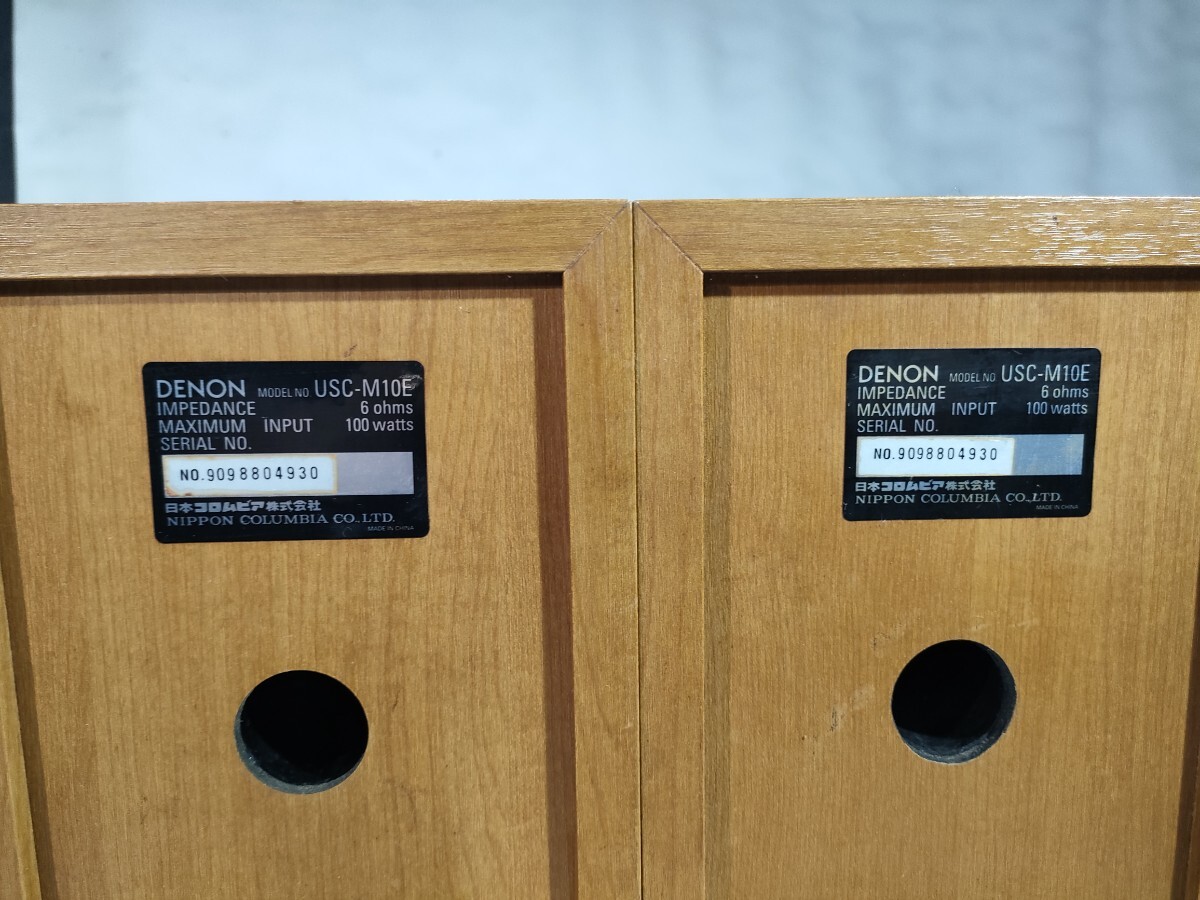 DENON MODEL NO USC-M10E
IMPEDANCE 6 ohms
MAXIMUM INPUT 100 watts
SERIAL NO.
NO.9098804930
日本コロムビア株式会社
NIPPON COLUMBIA CO.,LTD.
MADE IN CHINA
DENON MODEL NO USC-M10E
IMPEDANCE 6 ohms
MAXIMUM INPUT 100 watts
SERIAL NO.
NO.9098804930
日本コロムビア株式会社
NIPPON COLUMBIA CO.,LTD.
MADE IN CHINA